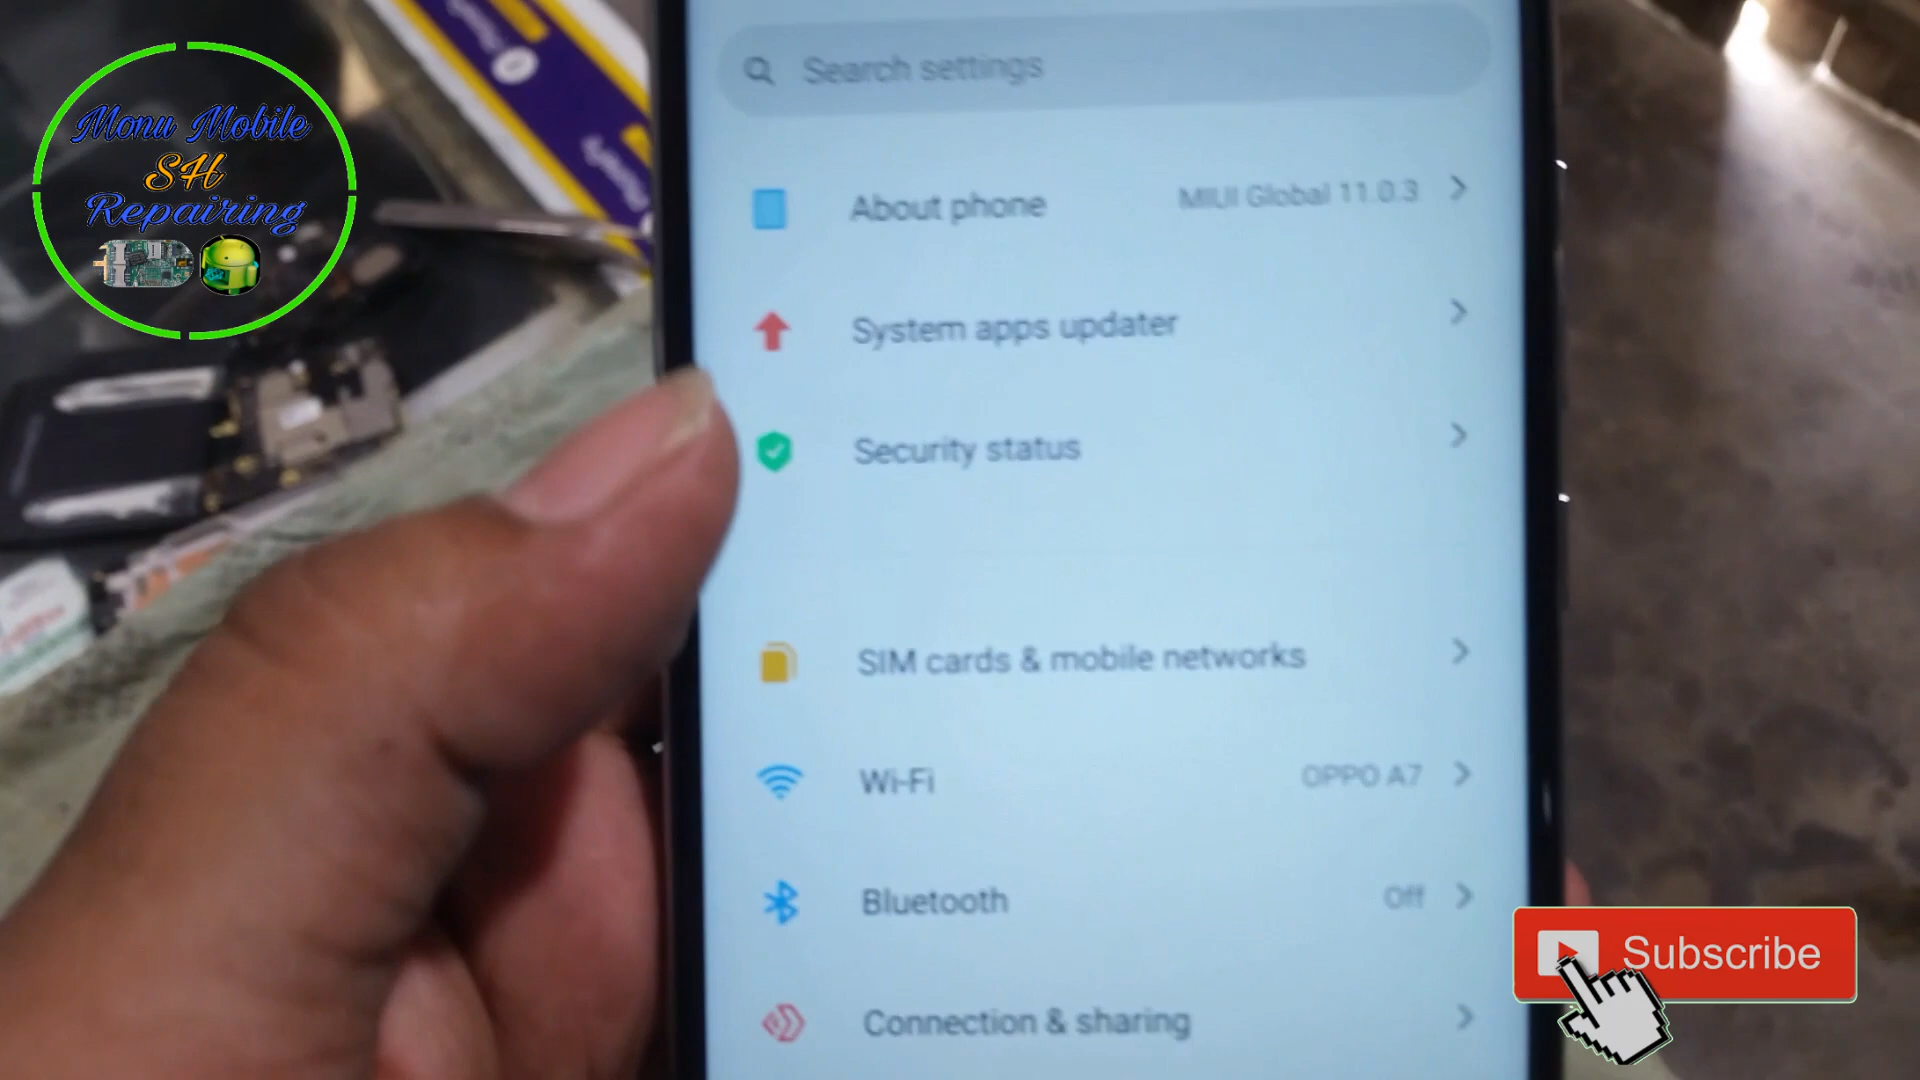 Monu Mobile
SH
Repairing
Search settings
About phone MIUI Global 11.0.3
System apps updater
Security status
SIM cards & mobile networks
Wi-Fi OPPO A7
Bluetooth Off
Connection & sharing
Subscribe